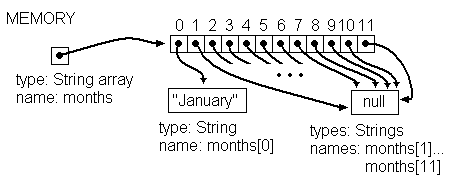 MEMORY
0 1 2 3 4 5 6 7 8 9 10 11
type: String array
name: months
...
"January"
null
type: String
name: months[0]
types: Strings
names: months[1]...
months[11]